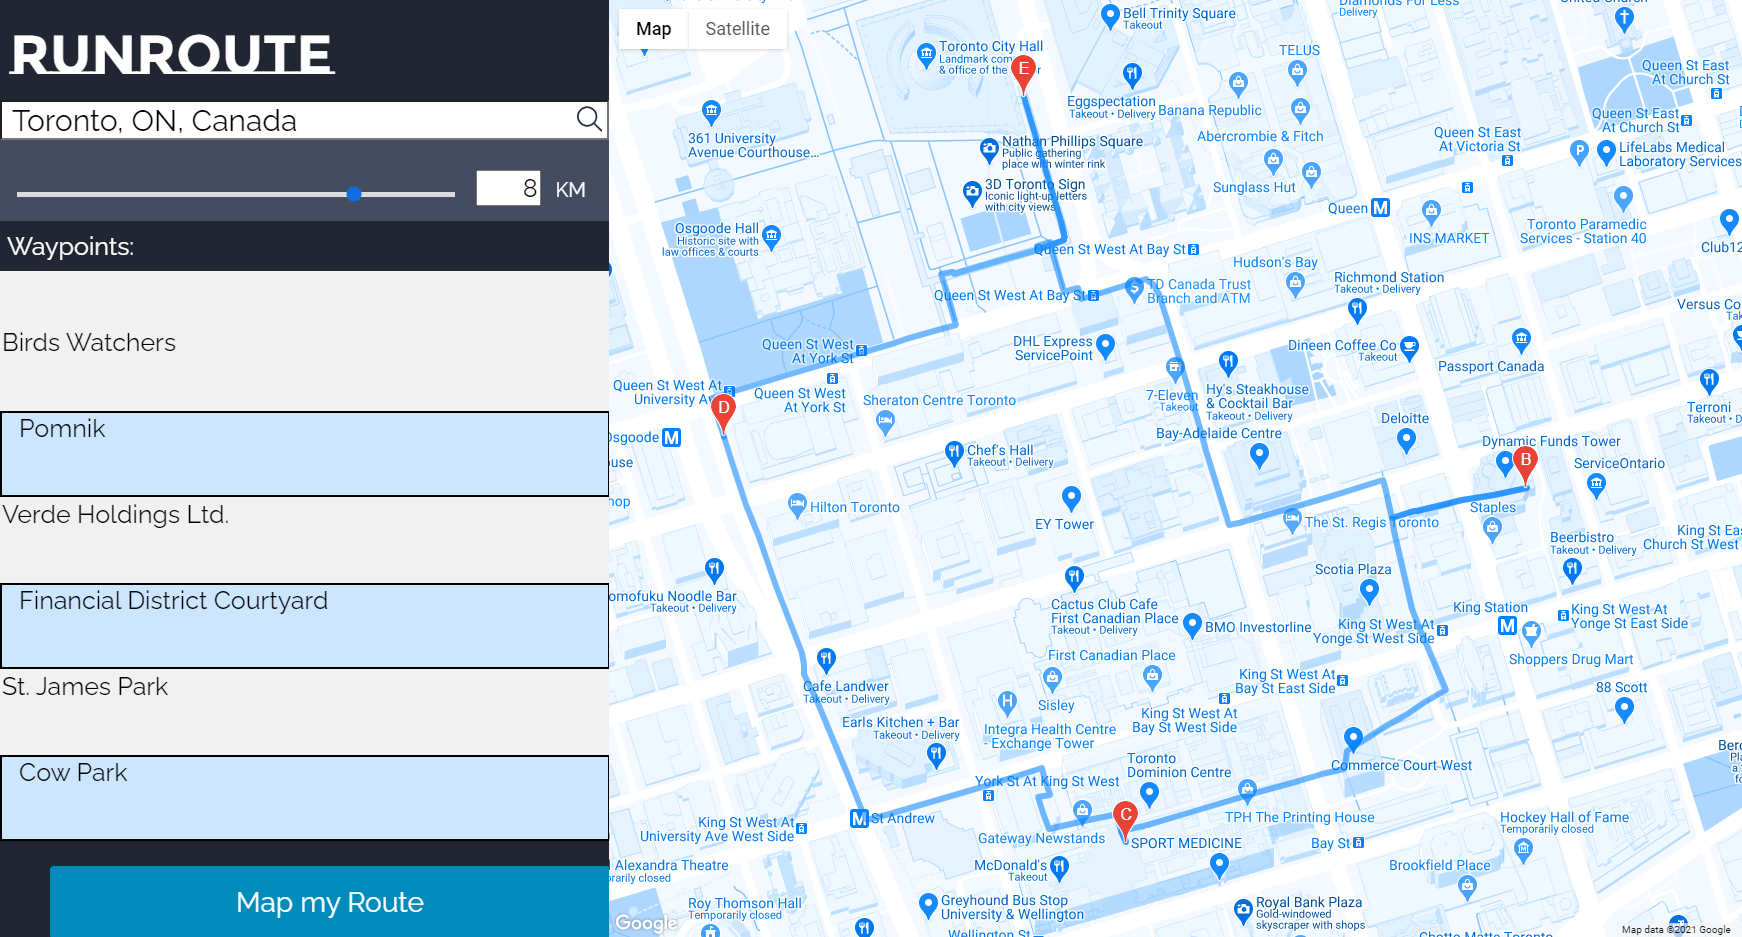 RUNROUTE
Toronto, ON, Canada
8 KM
Waypoints:
Birds Watchers
Pomnik
Verde Holdings Ltd.
Financial District Courtyard
St. James Park
Cow Park
Map my Route
Map
Satellite
Bell Trinity Square
Takeout
Diamonds For Less
Delivery
United Church
Toronto City Hall
Landmark
& office of the
E
TELUS
Queen St East
At Church St
Eggspectation
Takeout • Delivery
Banana Republic
Abercrombie & Fitch
Queen St East
At Church St
Queen St East
At Victoria St
LifeLabs Medical
Laboratory Services
361 University
Avenue Courthouse...
Nathan Phillips Square
Public gathering
place with winter rink
3D Toronto Sign
Iconic light-up letters
with city views
Sunglass Hut
Queen
M
INS MARKET
Toronto Paramedic
Services - Station 40
Club12
Osgoode Hall
Historic site with
law offices & courts
Queen St West At Bay St
Hudson's Bay
Richmond Station
Takeout • Delivery
TD Canada Trust
Branch and ATM
Queen St West At Bay St
Versus Co
Queen St West
At York St
DHL Express
ServicePoint
Dineen Coffee Co
Takeout
Passport Canada
Queen St West At
University Av
Queen St West
At York St
Sheraton Centre Toronto
7-Eleven
Takeout
Hy's Steakhouse
& Cocktail Bar
Takeout • Delivery
Deloitte
Terroni
Takeout • D
D
Osgoode
M
Bay-Adelaide Centre
Dynamic Funds Tower
Chef's Hall
Takeout • Delivery
B
ServiceOntario
Hilton Toronto
EY Tower
The St. Regis Toronto
Staples
Beerbistro
Takeout • Delivery
King St Eas
Church St West
Scotia Plaza
omofuku Noodle Bar
Takeout • Delivery
Cactus Club Cafe
First Canadian Place
Takeout • Delivery
BMO Investorline
King St West At
Yonge St West Side
King Station
M
King St West At
Yonge St East Side
First Canadian Place
Shoppers Drug Mart
Cafe Landwer
Takeout • Delivery
Sisley
King St West At
Bay St East Side
88 Scott
Earls Kitchen + Bar
Takeout • Delivery
Integra Health Centre
- Exchange Tower
King St West At
Bay St West Side
Toronto
Dominion Centre
Commerce Court West
York St At King St West
C
King St West At
University Ave West Side
M
St Andrew
Gateway Newstands
TPH The Printing House
Hockey Hall of Fame
Temporarily closed
SPORT MEDICINE
Bay St
Alexandra Theatre
orarily closed
McDonald's
Takeout
Brookfield Place
Roy Thomson Hall
Temporarily closed
Greyhound Bus Stop
University & Wellington
Royal Bank Plaza
Gold-windowed
skyscraper with shops
Google
Wellington St
Map data ©2021 Google